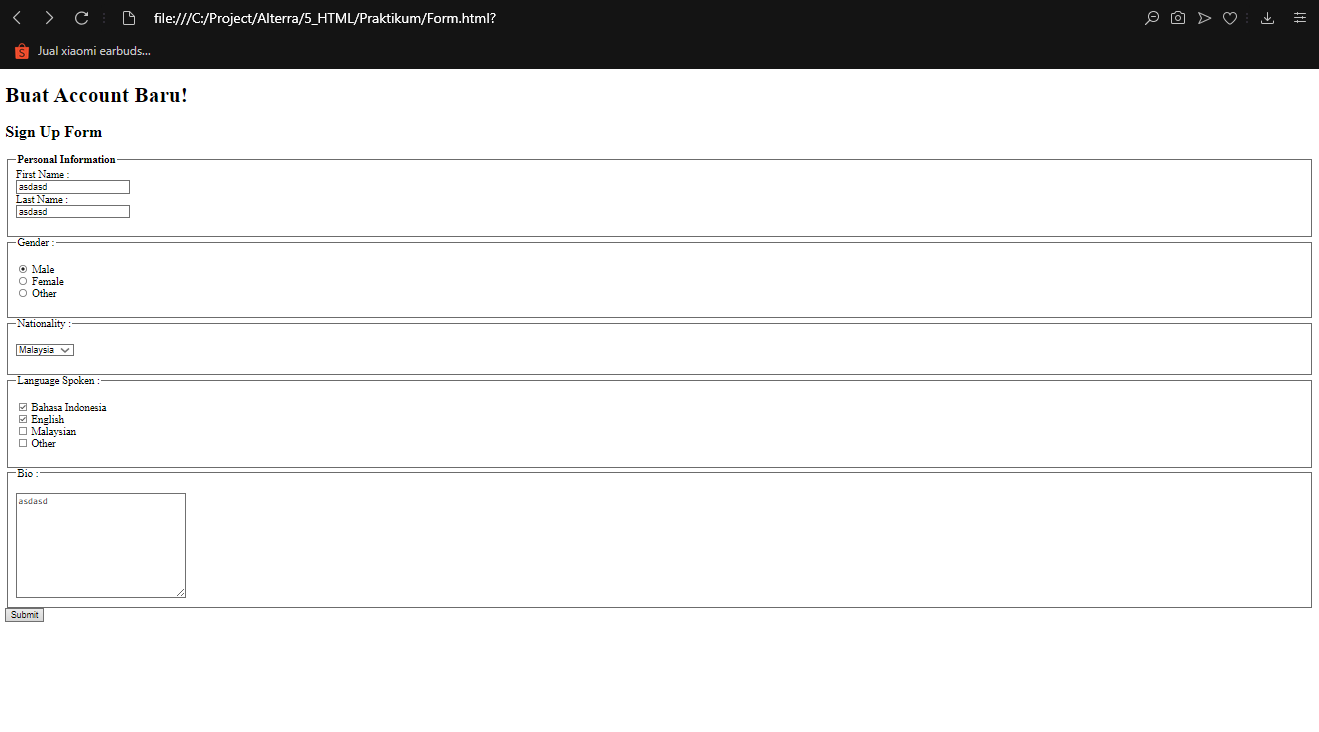 file:///C:/Project/Alterra/5_HTML/Praktikum/Form.html?
Jual xiaomi earbuds...
Buat Account Baru!
Sign Up Form
Personal Information
First Name :
asdasd
Last Name :
asdasd
Gender :
Male
Female
Other
Nationality :
Malaysia
Language Spoken :
Bahasa Indonesia
English
Malaysian
Other
Bio :
asdasd
Submit